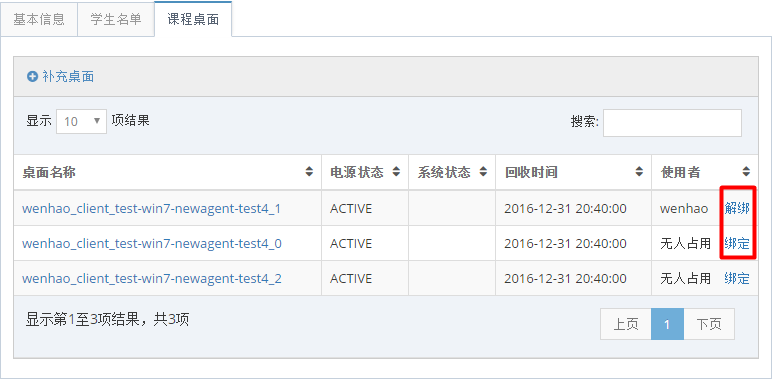 基本信息 学生名单 课程桌面
补充桌面
显示 10 项结果 搜索:
桌面名称 电源状态 系统状态 回收时间 使用者
wenhao_client_test-win7-newagent-test4_1 ACTIVE 2016-12-31 20:40:00 wenhao 解绑
wenhao_client_test-win7-newagent-test4_0 ACTIVE 2016-12-31 20:40:00 无人占用 绑定
wenhao_client_test-win7-newagent-test4_2 ACTIVE 2016-12-31 20:40:00 无人占用 绑定
显示第1至3项结果，共3项 上页 1 下页